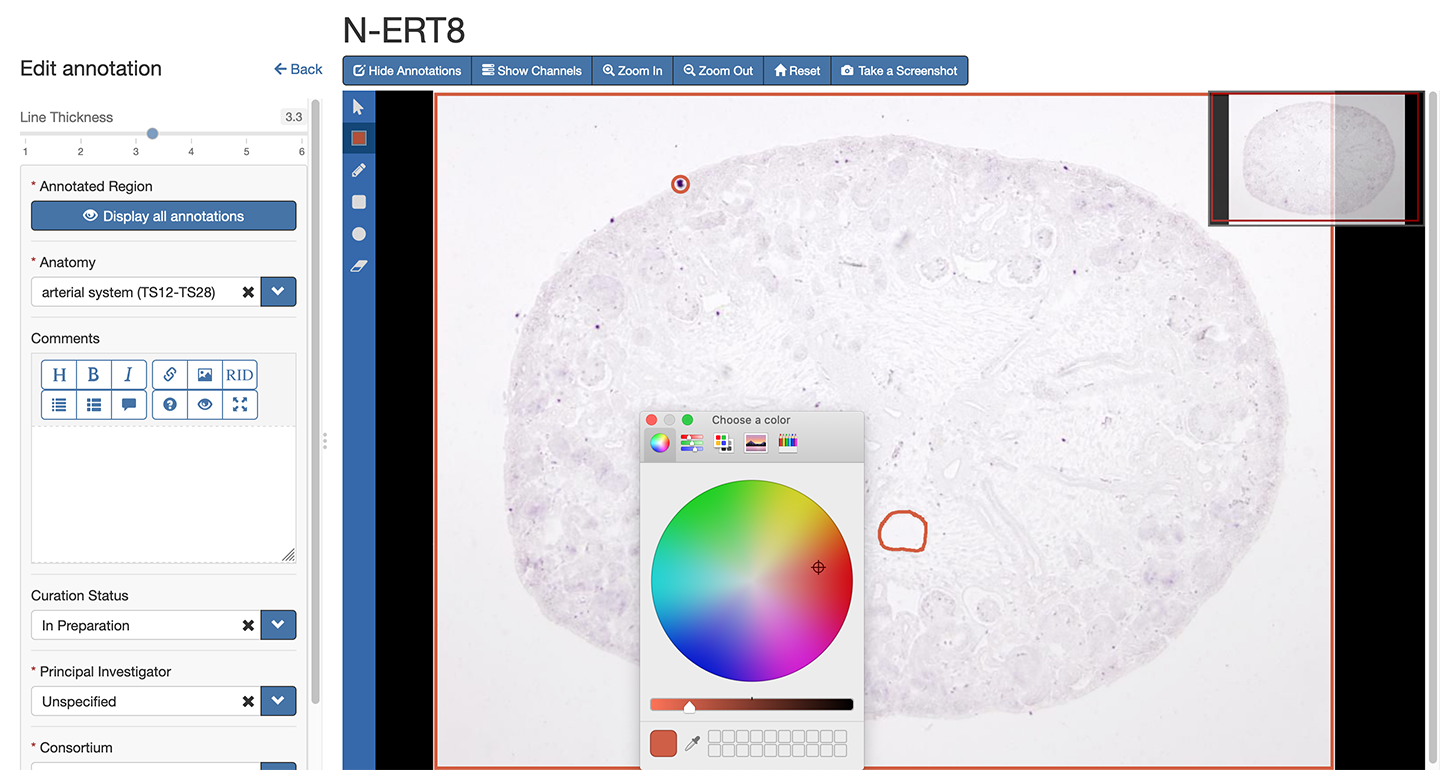 N-ERT8
Edit annotation
Back
Hide Annotations Show Channels Zoom In Zoom Out Reset Take a Screenshot
Line Thickness 3.3
1 2 3 4 5 6
* Annotated Region
Display all annotations
* Anatomy
arterial system (TS12-TS28)
Comments
H B I RID
Curation Status
In Preparation
* Principal Investigator
Unspecified
* Consortium
Choose a color